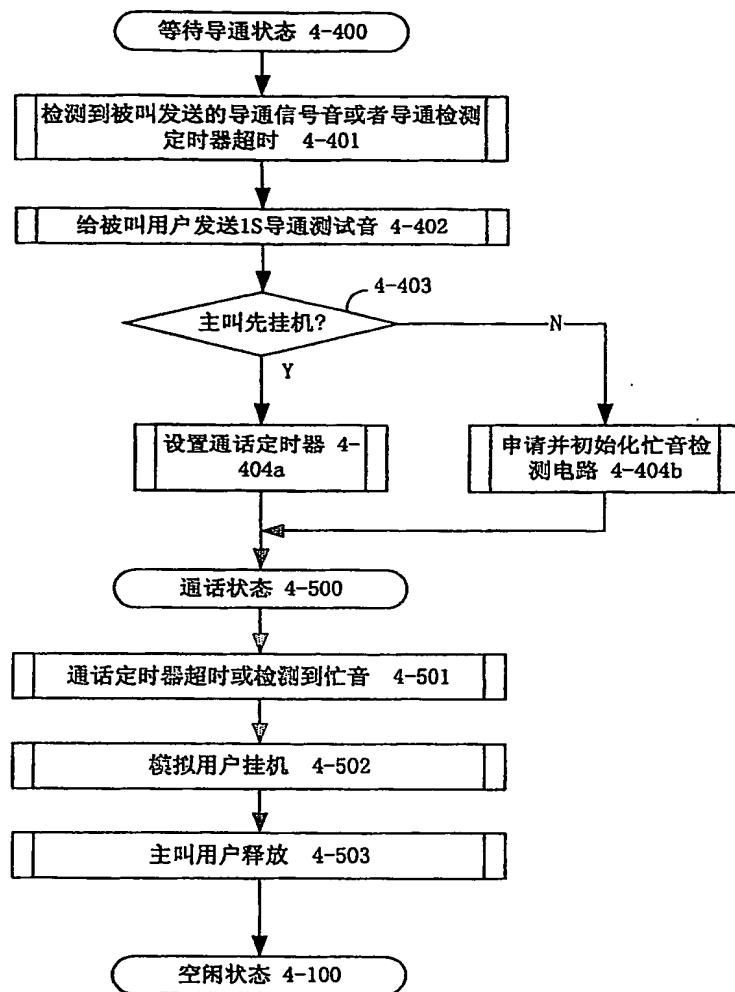 等待导通状态 4-400
检测到被叫发送的导通信号音或者导通检测
定时器超时 4-401
给被叫用户发送1S导通测试音 4-402
4-403
主叫先挂机?
N
Y
设置通话定时器 4-
404a
申请并初始化忙音检
测电路 4-404b
通话状态 4-500
通话定时器超时或检测到忙音 4-501
模拟用户挂机 4-502
主叫用户释放 4-503
空闲状态 4-100